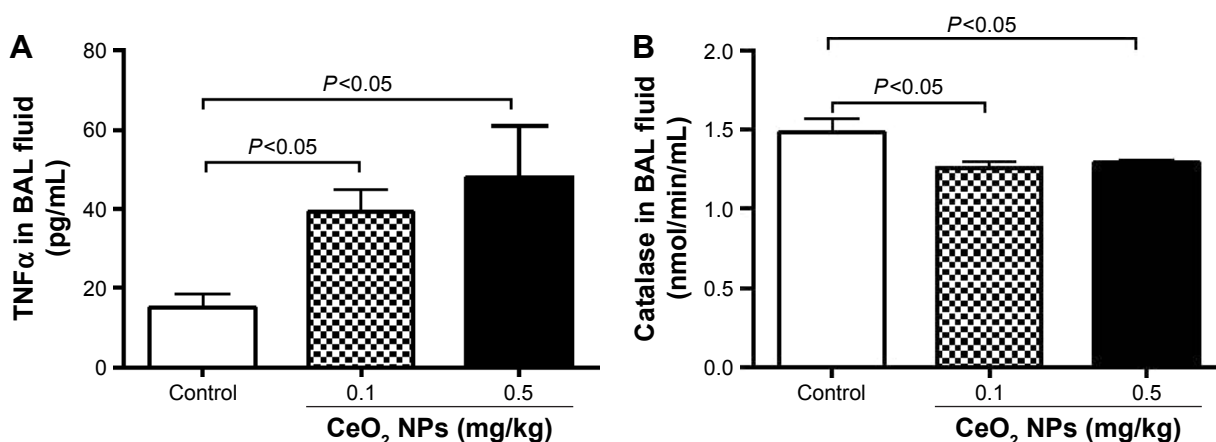 A
TNFα in BAL fluid
(pg/mL)
80
60
40
20
0
P<0.05
P<0.05
Control
0.1
0.5
CeO2 NPs (mg/kg)
B
Catalase in BAL fluid
(nmol/min/mL)
2.0
1.5
1.0
0.5
0.0
P<0.05
P<0.05
Control
0.1
0.5
CeO2 NPs (mg/kg)